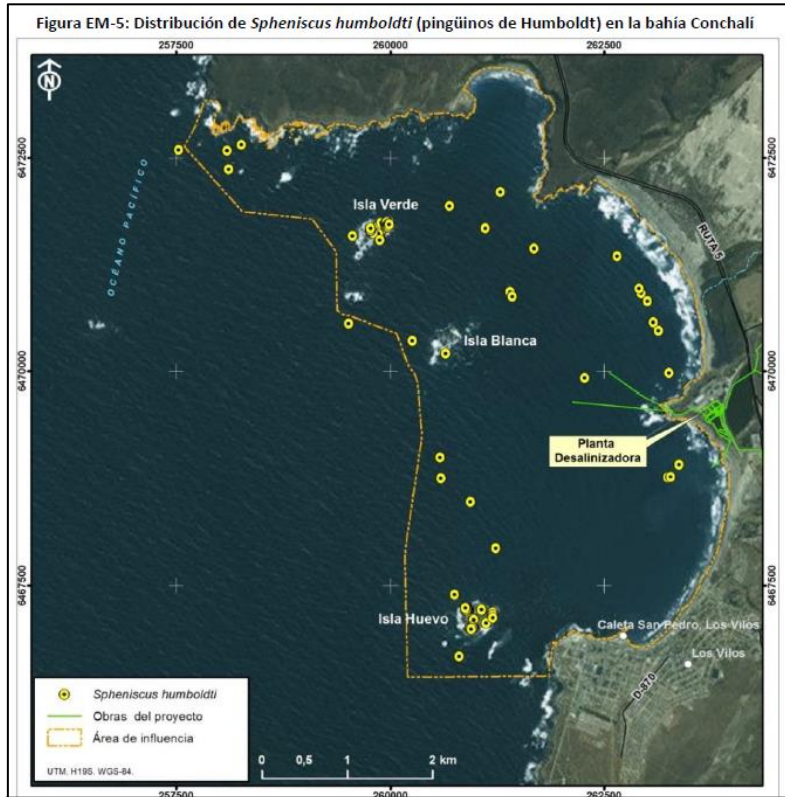 Figura EM-5: Distribución de Spheniscus humboldti (pingüinos de Humboldt) en la bahía Conchalí
257500
260000
262500
N
6472500
6472500
OCÉANO PACÍFICO
Isla Verde
RUTA 5
Isla Blanca
6470000
6470000
Planta
Desalinizadora
6467500
6467500
Isla Huevo
Caleta San Pedro, Los Vilos
Los Vilos
D-870
Spheniscus humboldti
Obras del proyecto
Área de influencia
UTM. H19S. WGS-84.
0 0,5 1 2 km
257500
260000
262500